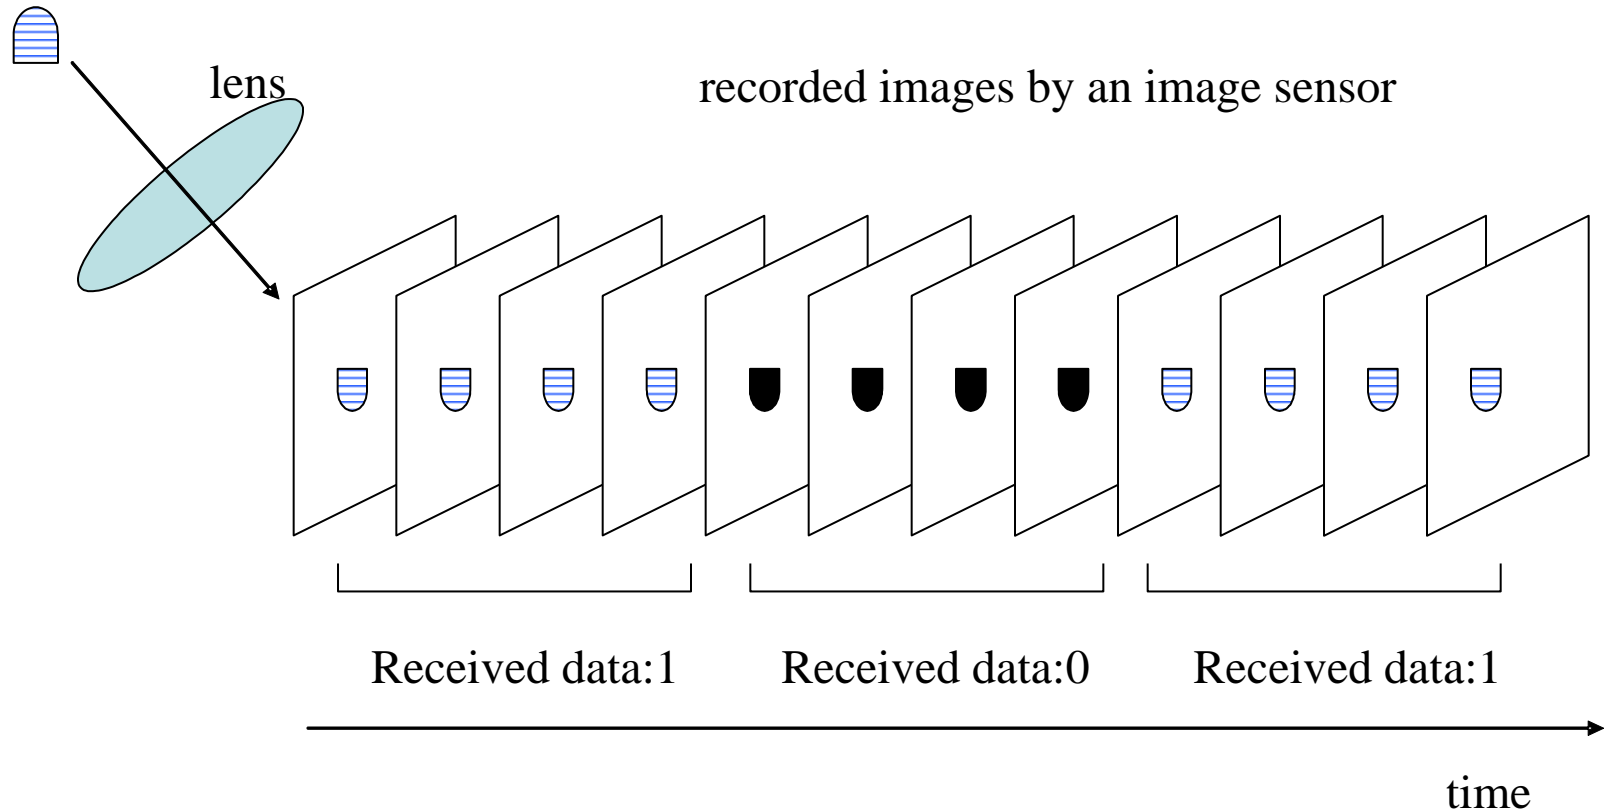 lens
recorded images by an image sensor
Received data:1
Received data:0
Received data:1
time